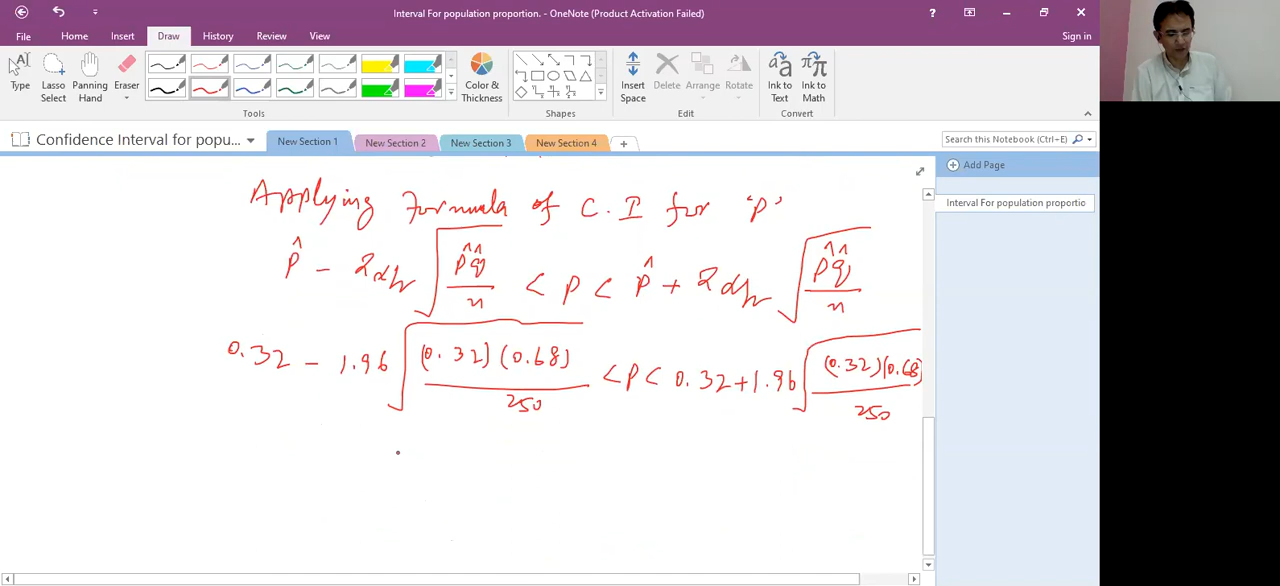 Interval For population proportion. - OneNote (Product Activation Failed)
?
File Home Insert Draw History Review View
Sign in
Type
Lasso Select
Panning Hand
Eraser
Color & Thickness
Insert Space
Delete
Arrange
Rotate
Ink to Text
Ink to Math
Tools
Shapes
Edit
Convert
Confidence Interval for popu...
New Section 1
New Section 2
New Section 3
New Section 4
+
Search this Notebook (Ctrl+E)
Add Page
Interval For population proportio
Applying Formula of C.I for 'p'
p̂ - Zα/2 √(p̂q̂/n) < p < p̂ + Zα/2 √(p̂q̂/n)
0.32 - 1.96 √((0.32)(0.68)/250) < p < 0.32 + 1.96 √((0.32)(0.68)/250)